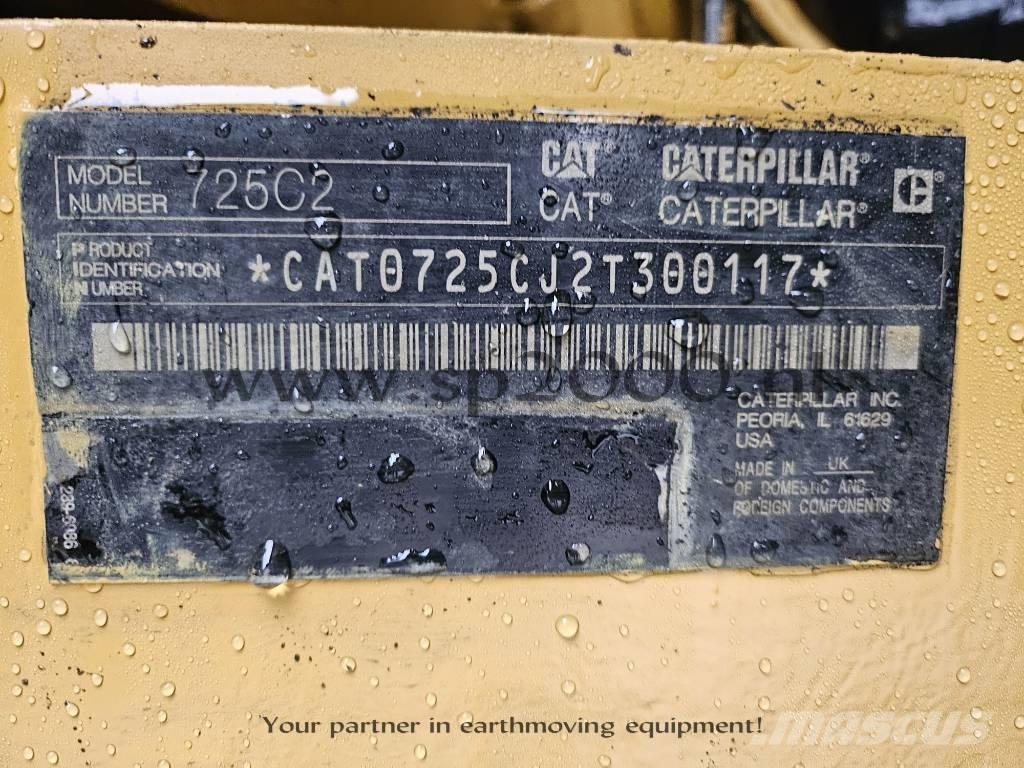 MODEL NUMBER 725C2
CAT® CATERPILLAR®
CAT® CATERPILLAR®
PRODUCT IDENTIFICATION NUMBER *CAT0725CJ2T300117*
www.sp2000.nl
CATERPILLAR INC.
PEORIA, IL 61629
USA
MADE IN UK
OF DOMESTIC AND
FOREIGN COMPONENTS
Your partner in earthmoving equipment!
mascus